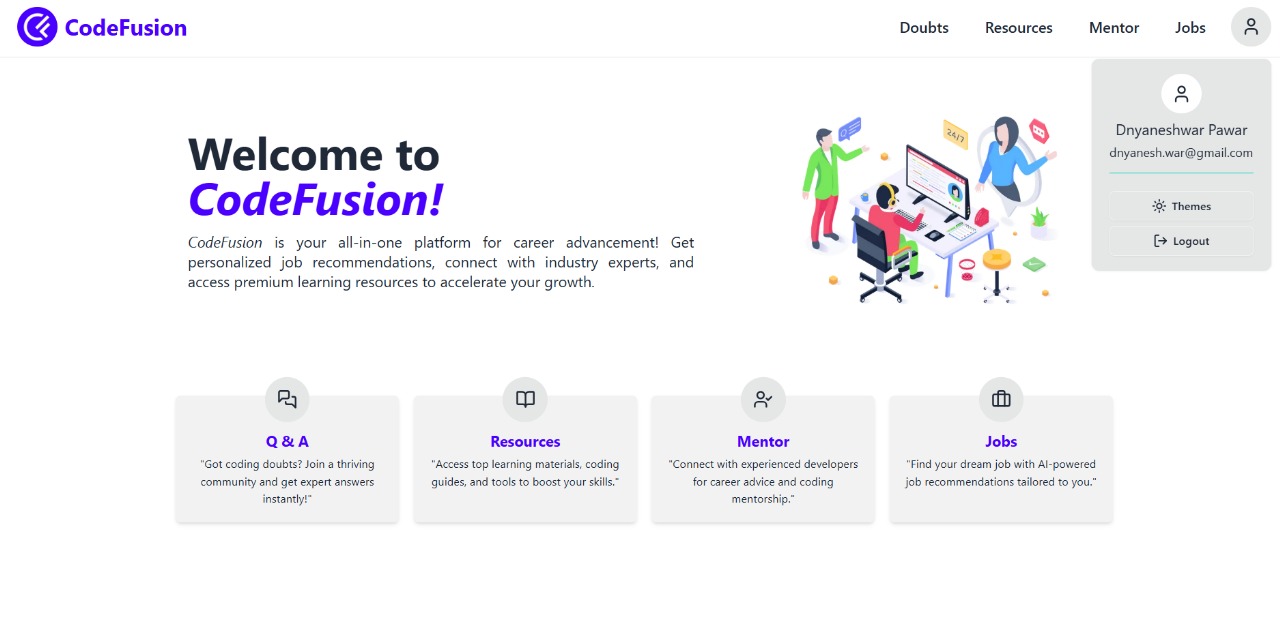 CodeFusion
Doubts
Resources
Mentor
Jobs
Dnyaneshwar Pawar
dnyanesh.war@gmail.com
Themes
Logout
Welcome to
CodeFusion!
CodeFusion is your all-in-one platform for career advancement! Get
personalized job recommendations, connect with industry experts, and
access premium learning resources to accelerate your growth.
24/7
Q & A
"Got coding doubts? Join a thriving
community and get expert answers
instantly!"
Resources
"Access top learning materials, coding
guides, and tools to boost your skills."
Mentor
"Connect with experienced developers
for career advice and coding
mentorship."
Jobs
"Find your dream job with AI-powered
job recommendations tailored to you."